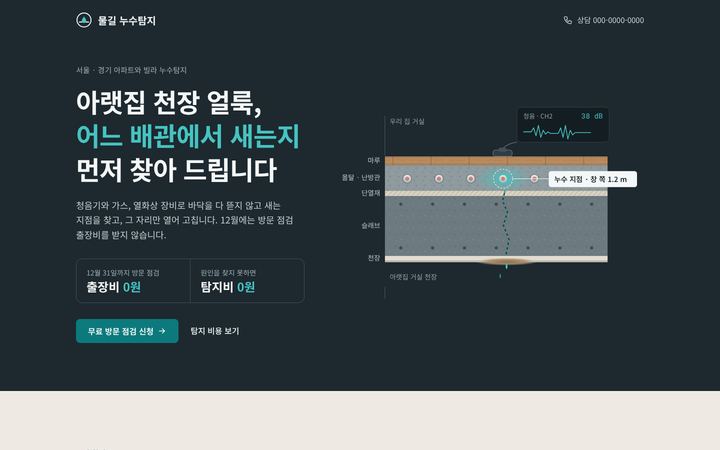 물길 누수탐지
상담 000-0000-0000
서울 · 경기 아파트와 빌라 누수탐지
아랫집 천장 얼룩,
어느 배관에서 새는지
먼저 찾아 드립니다
청음기와 가스, 열화상 장비로 바닥을 다 뜯지 않고 새는
지점을 찾고, 그 자리만 열어 고칩니다. 12월에는 방문 점검
출장비를 받지 않습니다.
12월 31일까지 방문 점검
출장비 0원
원인을 찾지 못하면
탐지비 0원
무료 방문 점검 신청 →
탐지 비용 보기
우리 집 거실
청음 · CH2
38 dB
마루
몰탈 · 난방관
누수 지점 · 창 쪽 1.2 m
단열재
슬래브
천장
아랫집 거실 천장